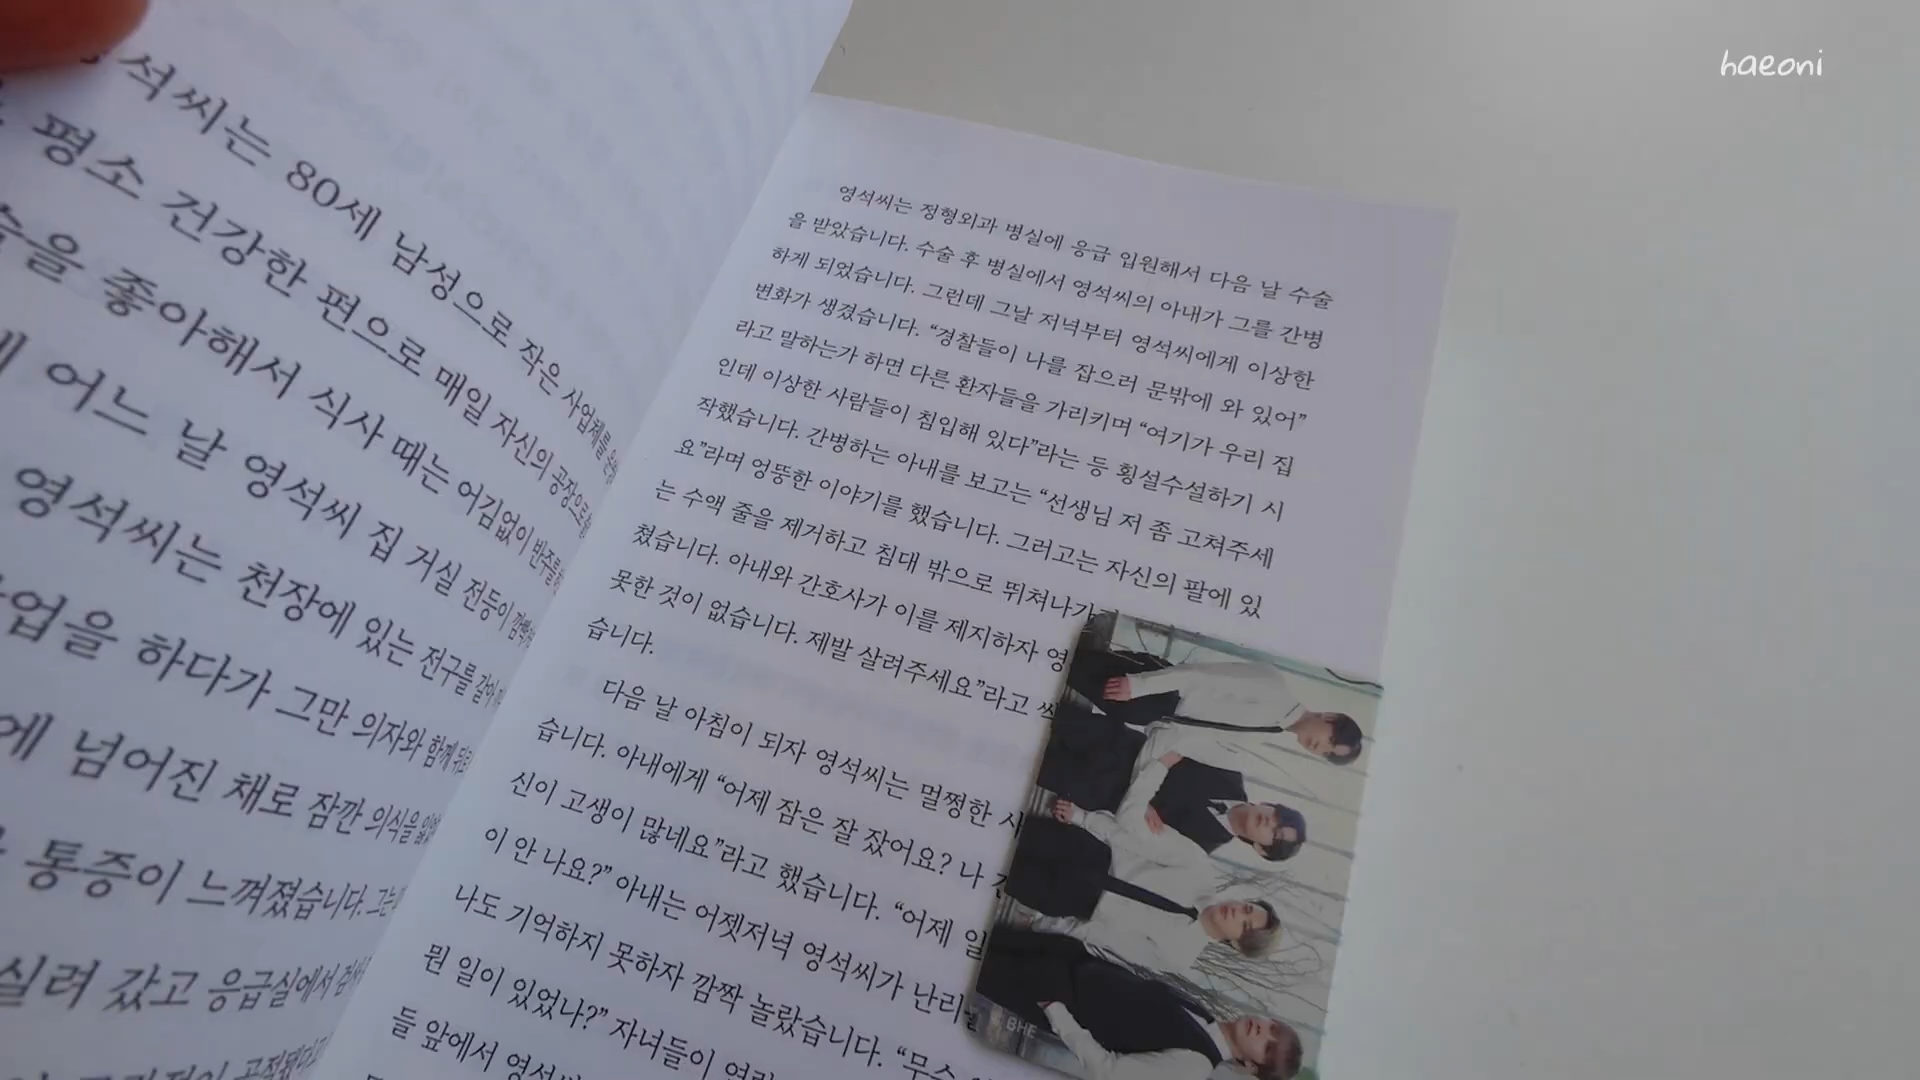 haeoni
석씨는 80세 남성으로 작은 사업체를
평소 건강한 편으로 매일 자신의 공장으로
을 좋아해서 식사 때는 어김없이 반주를
어느 날 영석씨 집 거실 전등이 깜빡
영석씨는 천장에 있는 전구를 갈아
업을 하다가 그만 의자와 함께 뒤로
에 넘어진 채로 잠깐 의식을
통증이 느껴졌습니다. 그는
실려 갔고 응급실에서
영석씨는 정형외과 병실에 응급 입원해서 다음 날 수술
을 받았습니다. 수술 후 병실에서 영석씨의 아내가 그를 간병
하게 되었습니다. 그런데 그날 저녁부터 영석씨에게 이상한
변화가 생겼습니다. “경찰들이 나를 잡으러 문밖에 와 있어”
라고 말하는가 하면 다른 환자들을 가리키며 “여기가 우리 집
인데 이상한 사람들이 침입해 있다”라는 등 횡설수설하기 시
작했습니다. 간병하는 아내를 보고는 “선생님 저 좀 고쳐주세
요”라며 엉뚱한 이야기를 했습니다. 그러고는 자신의 팔에 있
는 수액 줄을 제거하고 침대 밖으로 뛰쳐나가
쳤습니다. 아내와 간호사가 이를 제지하자 영
못한 것이 없습니다. 제발 살려주세요”라고
습니다.
다음 날 아침이 되자 영석씨는 멀쩡한 사
습니다. 아내에게 “어제 잠은 잘 잤어요? 나
신이 고생이 많네요”라고 했습니다. “어제 일
이 안 나요?” 아내는 어젯저녁 영석씨가 난리
나도 기억하지 못하자 깜짝 놀랐습니다. “무슨
뭔 일이 있었나?” 자녀들이
들 앞에서
BHE